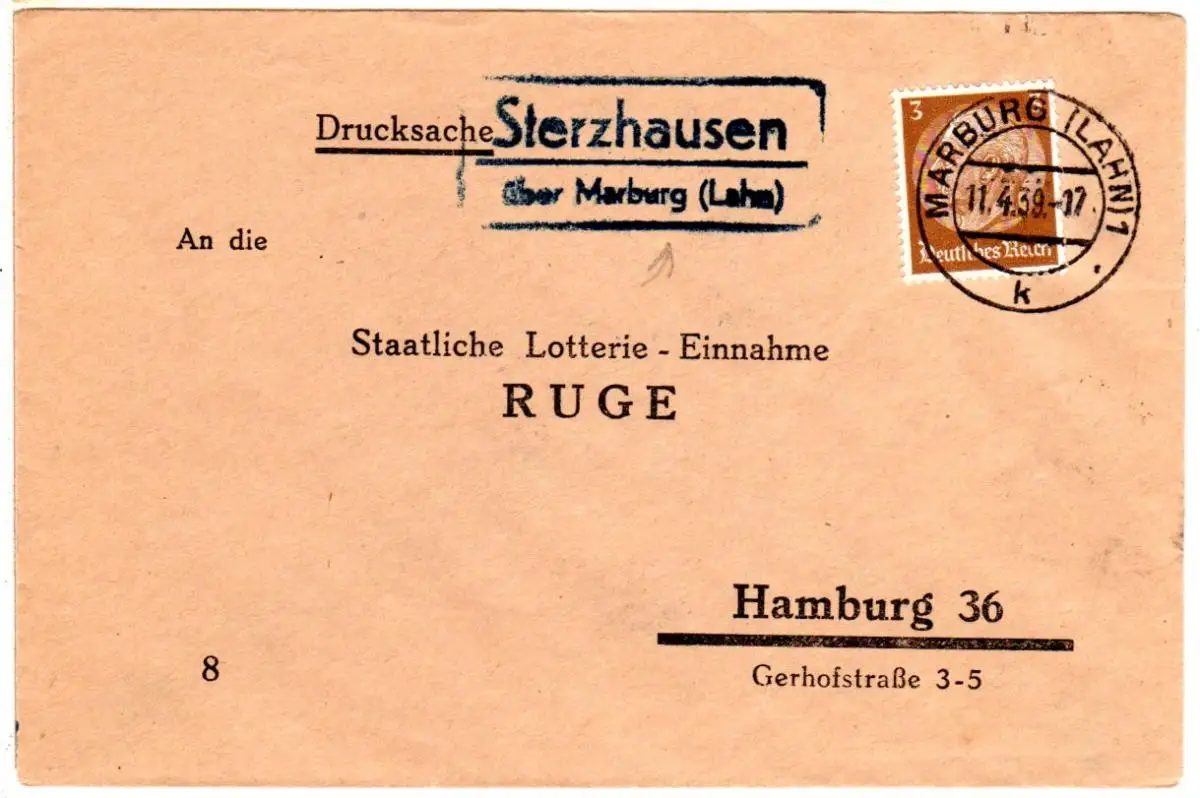 Drucksache
Sterzhausen
über Marburg (Lahn)
3
Deutsches Reich
MARBURG (LAHN) 1
11.4.39.-17
k
An die
Staatliche Lotterie - Einnahme
RUGE
Hamburg 36
Gerhofstraße 3-5
8